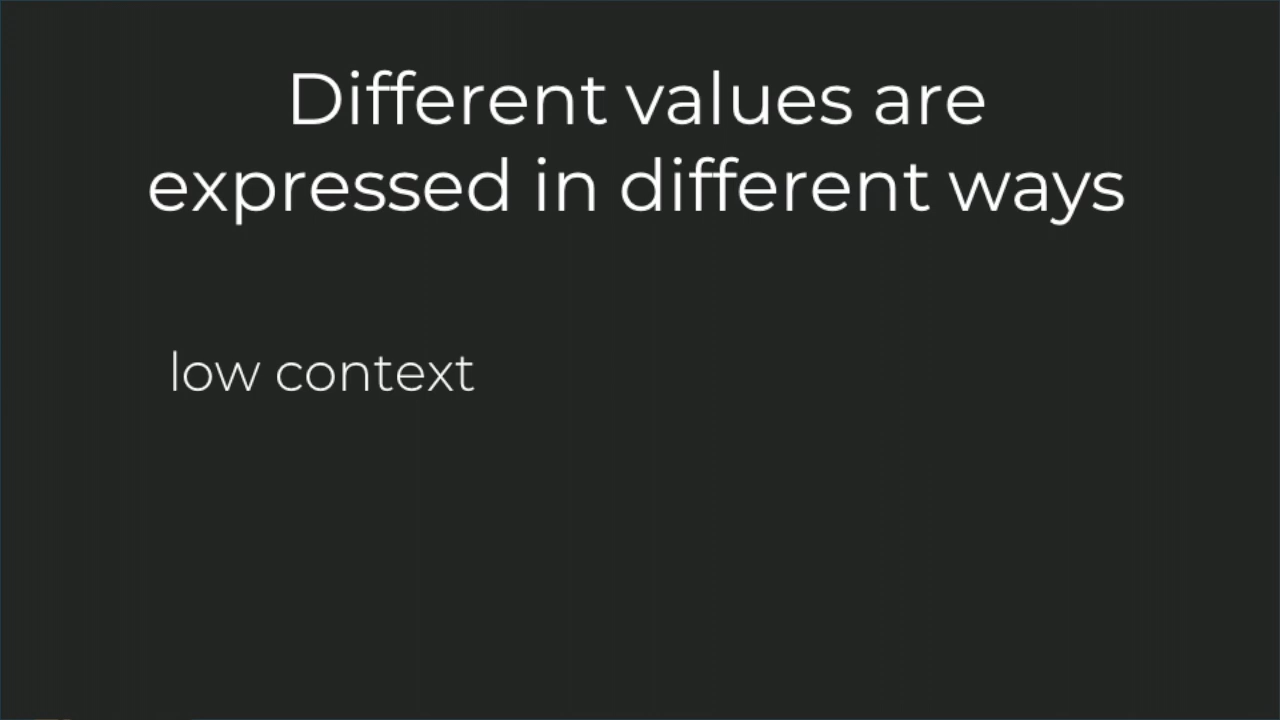 Different values are
expressed in different ways
low context